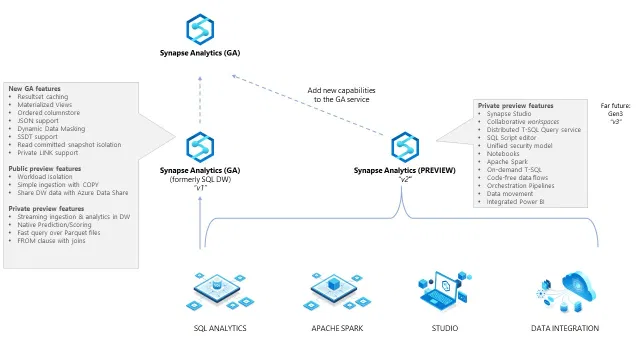 Synapse Analytics (GA)
Add new capabilities
to the GA service
New GA features
• Resultset caching
• Materialized Views
• Ordered columnstore
• JSON support
• Dynamic Data Masking
• SSDT support
• Read committed snapshot isolation
• Private LINK support
Public preview features
• Workload isolation
• Simple ingestion with COPY
• Share DW data with Azure Data Share
Private preview features
• Streaming ingestion & analytics in DW
• Native Prediction/Scoring
• Fast query over Parquet files
• FROM clause with joins
Synapse Analytics (GA)
(formerly SQL DW)
"v1"
Synapse Analytics (PREVIEW)
"v2"
Private preview features
• Synapse Studio
• Collaborative workspaces
• Distributed T-SQL Query service
• SQL Script editor
• Unified security model
• Notebooks
• Apache Spark
• On-demand T-SQL
• Code-free data flows
• Orchestration Pipelines
• Data movement
• Integrated Power BI
Far future:
Gen3
"v3"
SQL ANALYTICS
APACHE SPARK
STUDIO
DATA INTEGRATION